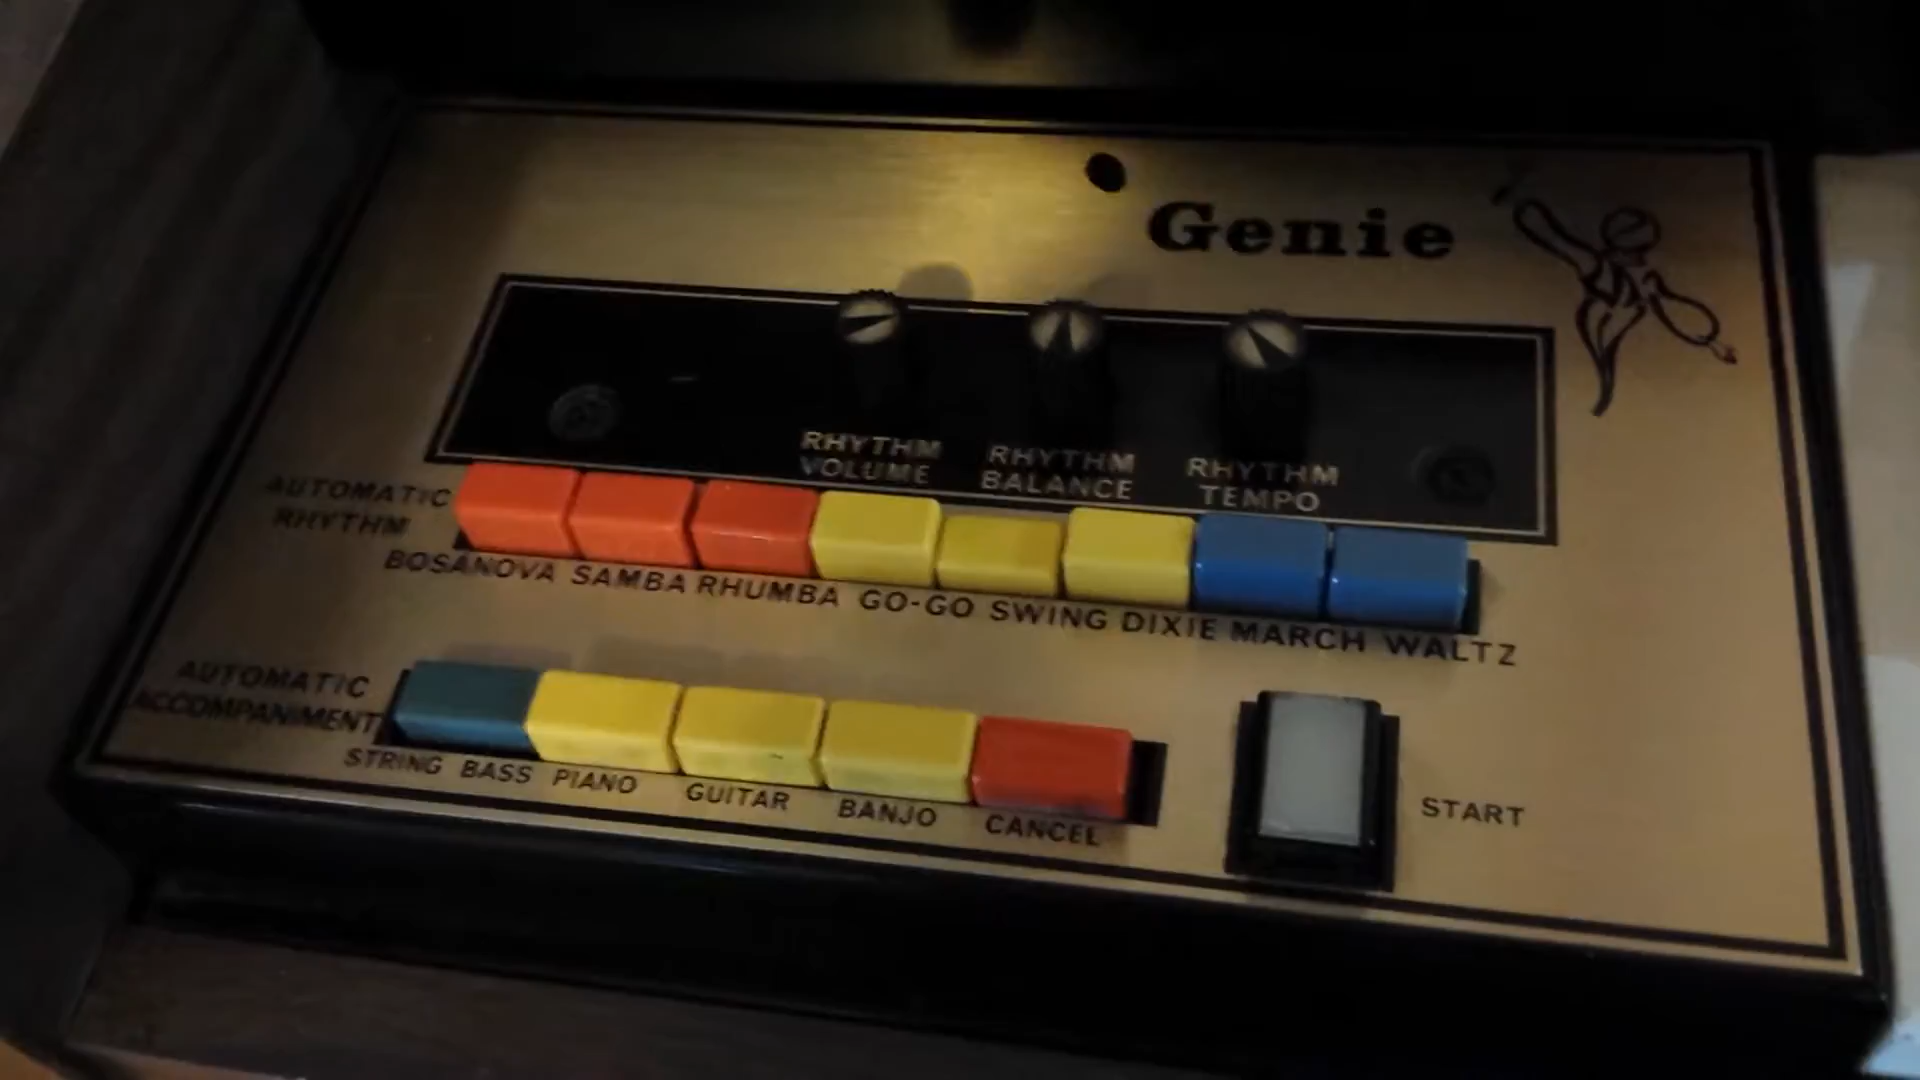 Genie
RHYTHM
VOLUME
RHYTHM
BALANCE
RHYTHM
TEMPO
AUTOMATIC
RHYTHM
BOSANOVA SAMBA RHUMBA GO-GO SWING DIXIE MARCH WALTZ
AUTOMATIC
ACCOMPANIMENT
STRING BASS PIANO GUITAR BANJO CANCEL
START